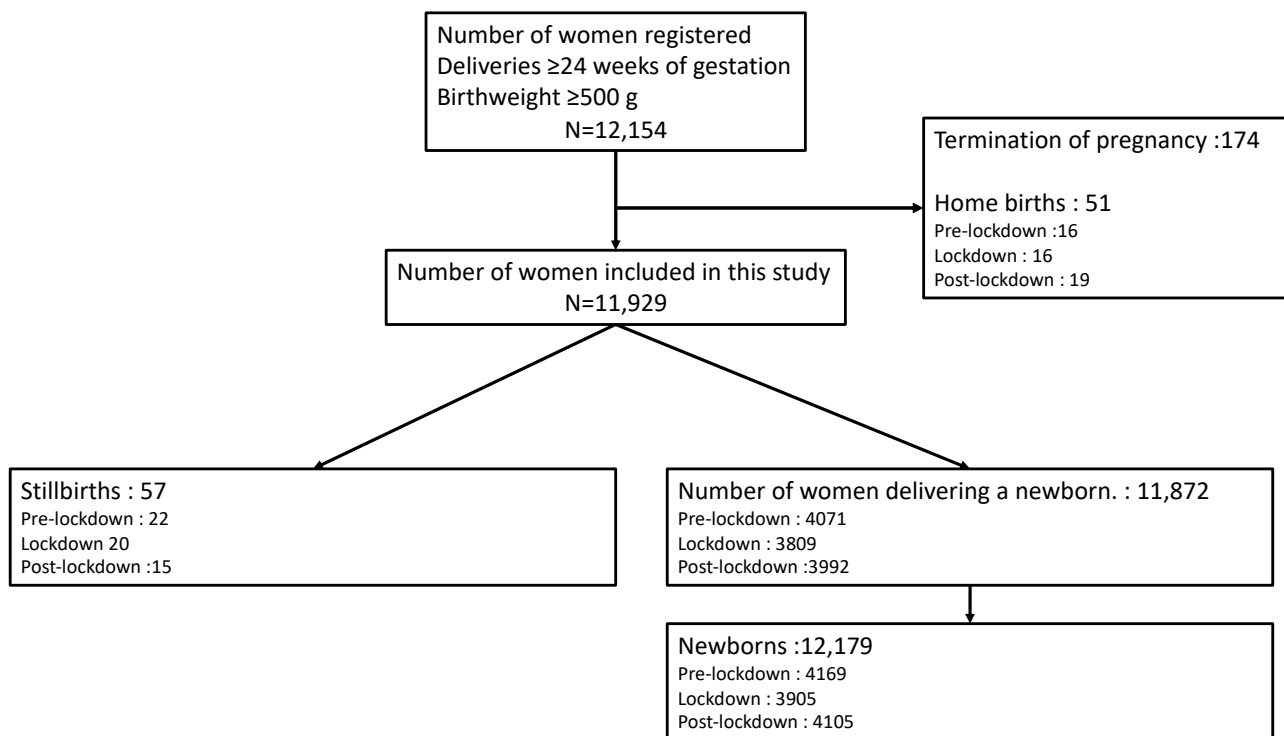 Number of women registered
Deliveries ≥24 weeks of gestation
Birthweight ≥500 g
N=12,154
Termination of pregnancy :174
Home births : 51
Pre-lockdown :16
Lockdown : 16
Post-lockdown : 19
Number of women included in this study
N=11,929
Stillbirths : 57
Pre-lockdown : 22
Lockdown 20
Post-lockdown :15
Number of women delivering a newborn. : 11,872
Pre-lockdown : 4071
Lockdown : 3809
Post-lockdown :3992
Newborns :12,179
Pre-lockdown : 4169
Lockdown : 3905
Post-lockdown : 4105